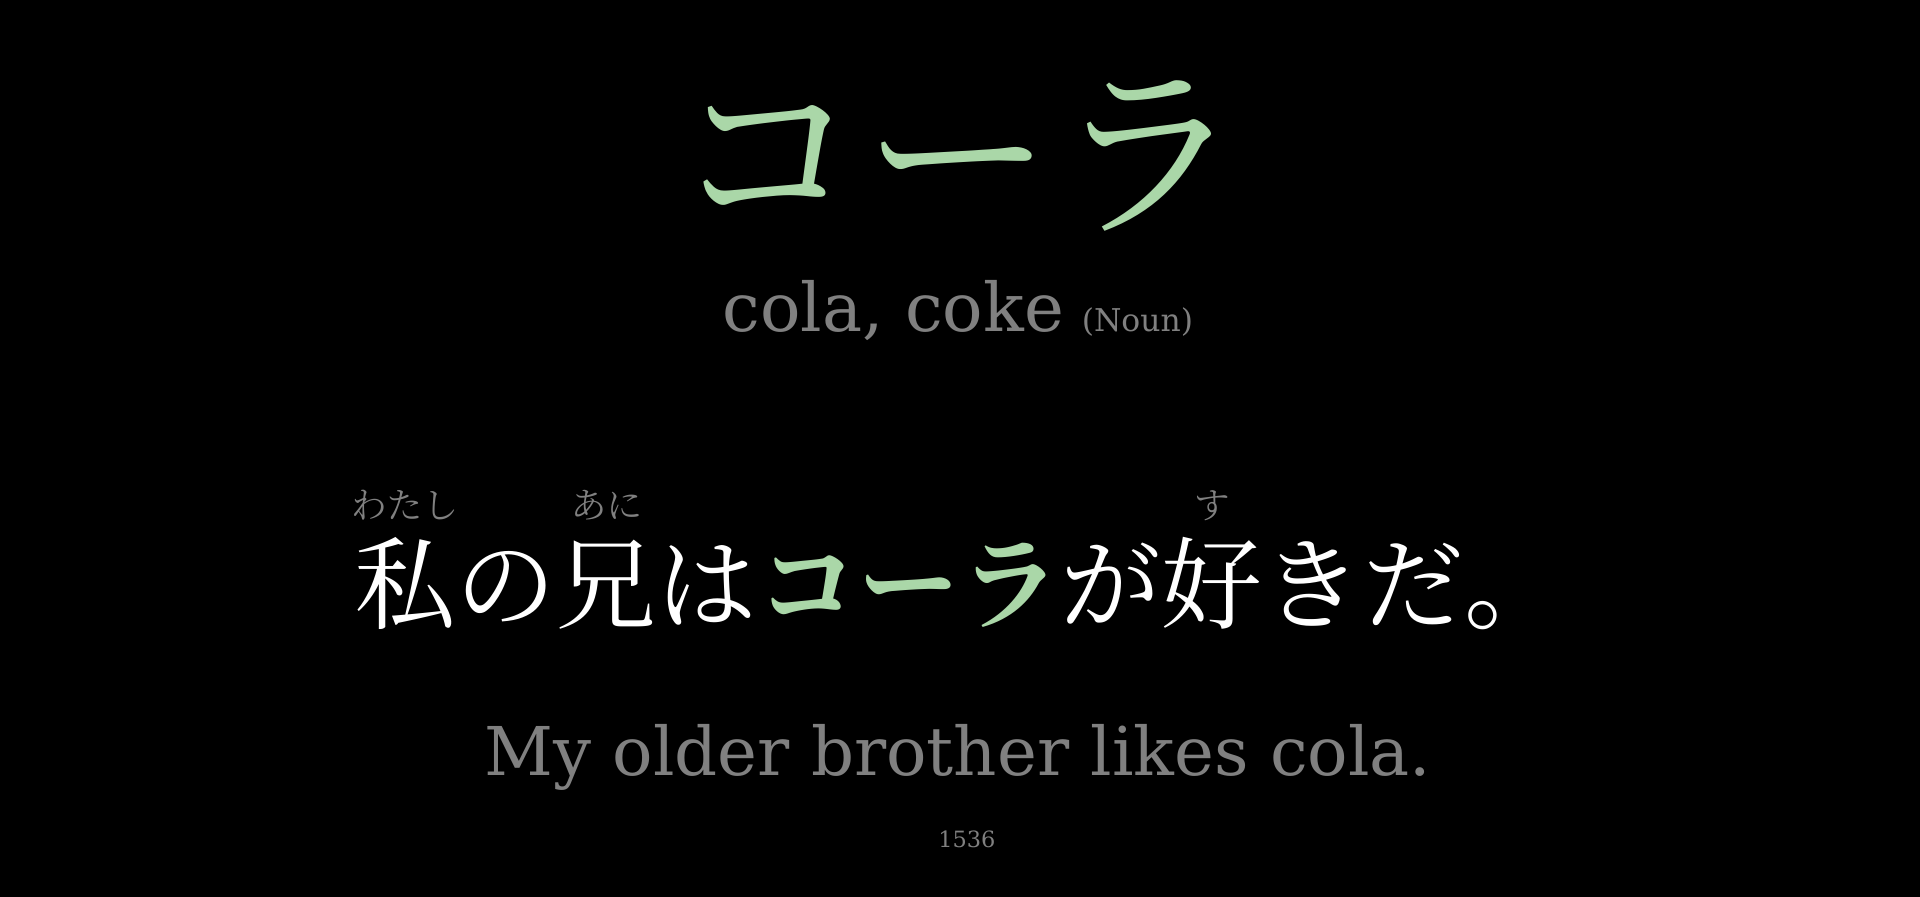 コーラ
cola, coke (Noun)
わたし あに す
私の兄はコーラが好きだ。
My older brother likes cola.
1536